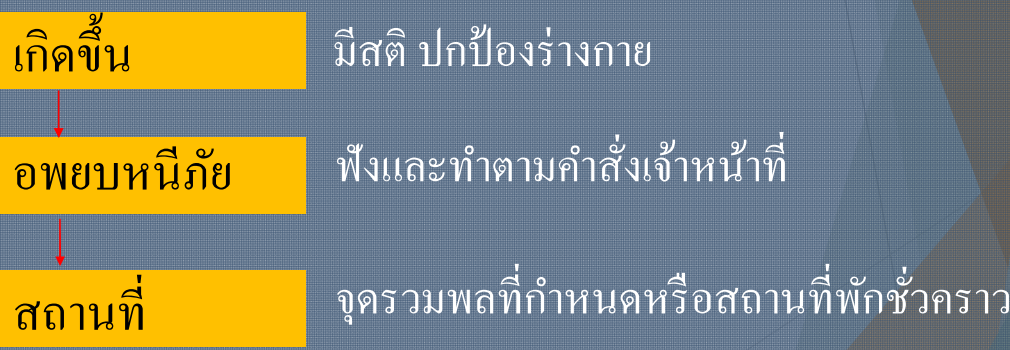 เกิดขึ้น
มีสติ ปกป้องร่างกาย
อพยบหนีภัย
ฟังและทำตามคำสั่งเจ้าหน้าที่
สถานที่
จุดรวมพลที่กำหนดหรือสถานที่พักชั่วคราว